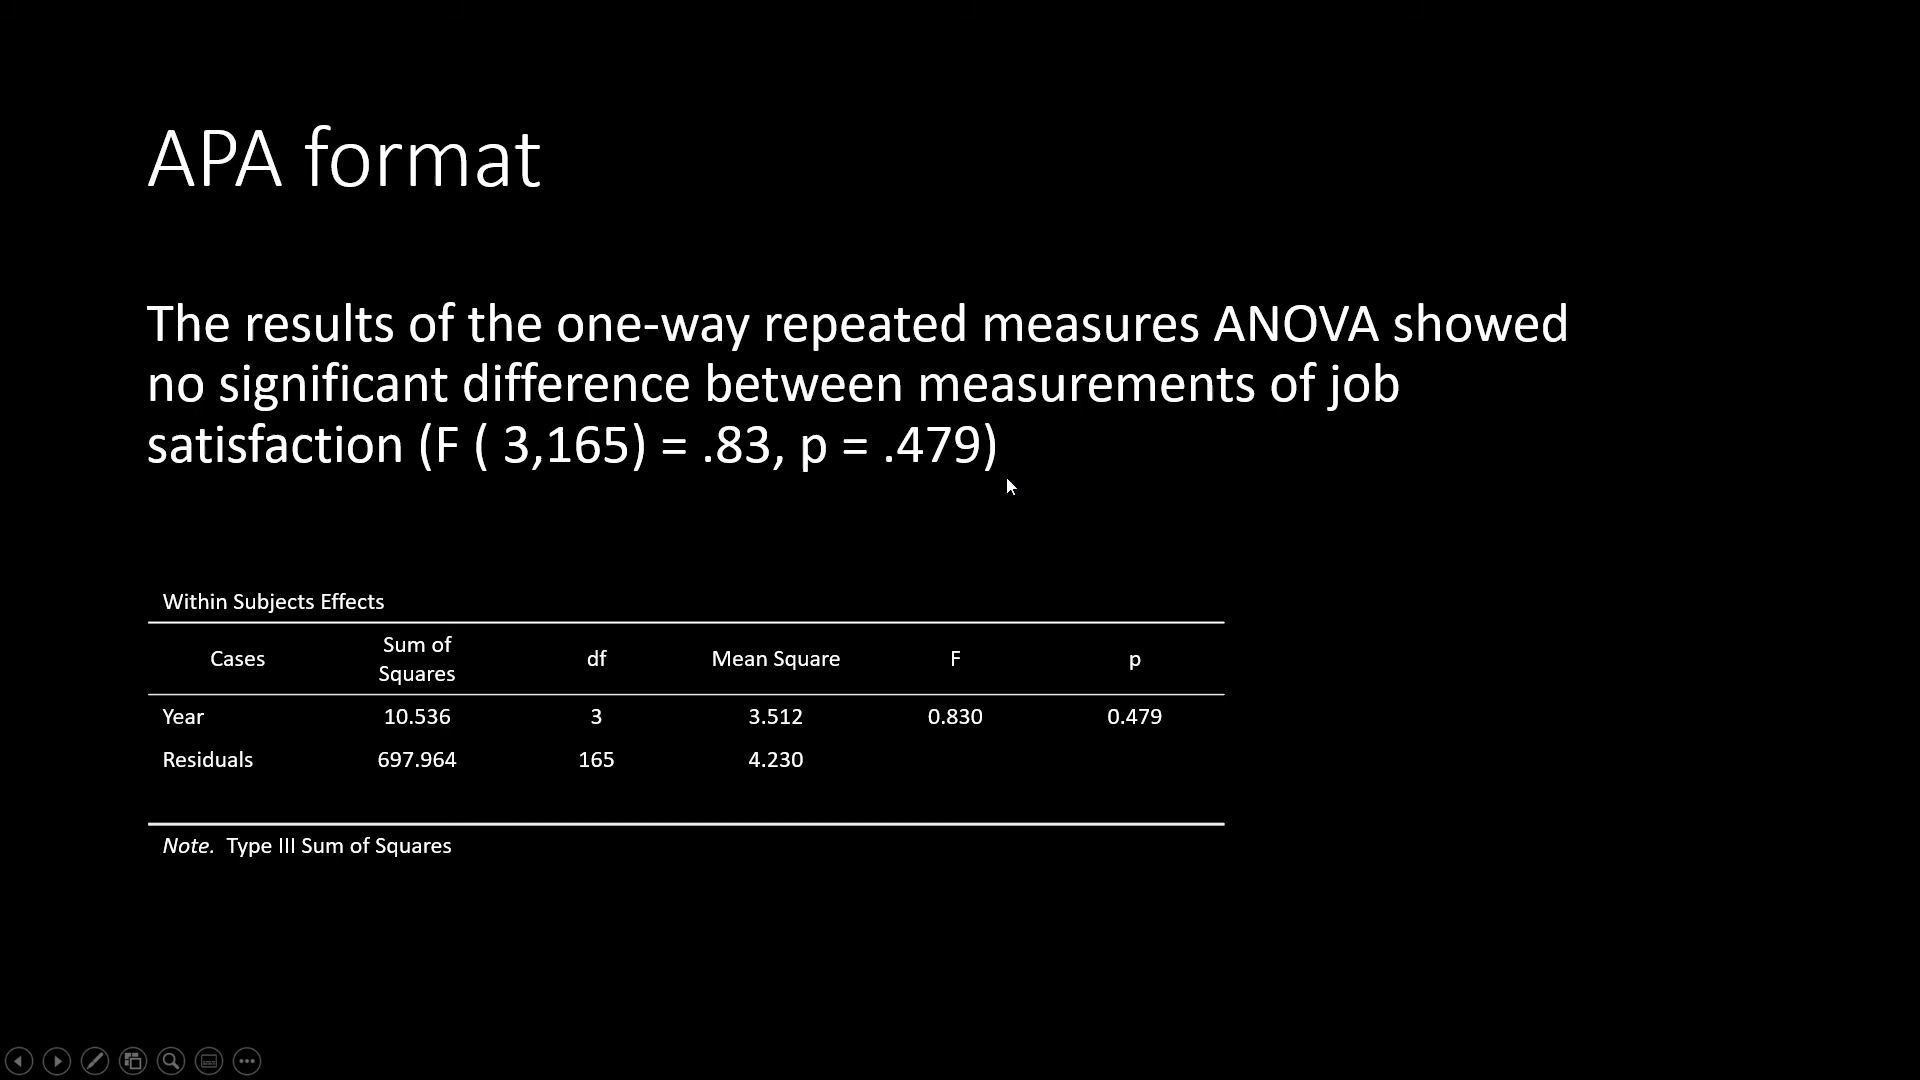 APA format
The results of the one-way repeated measures ANOVA showed
no significant difference between measurements of job
satisfaction (F ( 3,165) = .83, p = .479)
Within Subjects Effects
Cases Sum of Squares df Mean Square F p
Year 10.536 3 3.512 0.830 0.479
Residuals 697.964 165 4.230
Note. Type III Sum of Squares